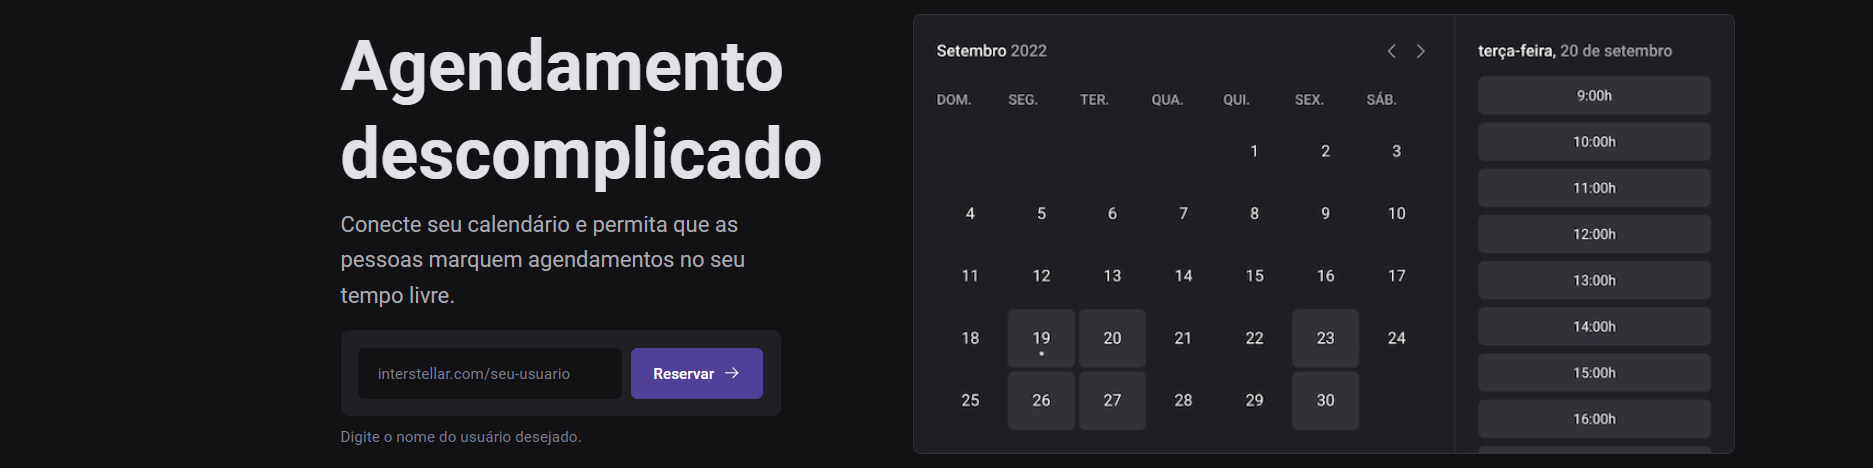 Agendamento
descomplicado
Conecte seu calendário e permita que as
pessoas marquem agendamentos no seu
tempo livre.
interstellar.com/seu-usuario
Reservar →
Digite o nome do usuário desejado.
Setembro 2022
DOM. SEG. TER. QUA. QUI. SEX. SÁB.
1 2 3
4 5 6 7 8 9 10
11 12 13 14 15 16 17
18 19 20 21 22 23 24
25 26 27 28 29 30
terça-feira, 20 de setembro
9:00h
10:00h
11:00h
12:00h
13:00h
14:00h
15:00h
16:00h